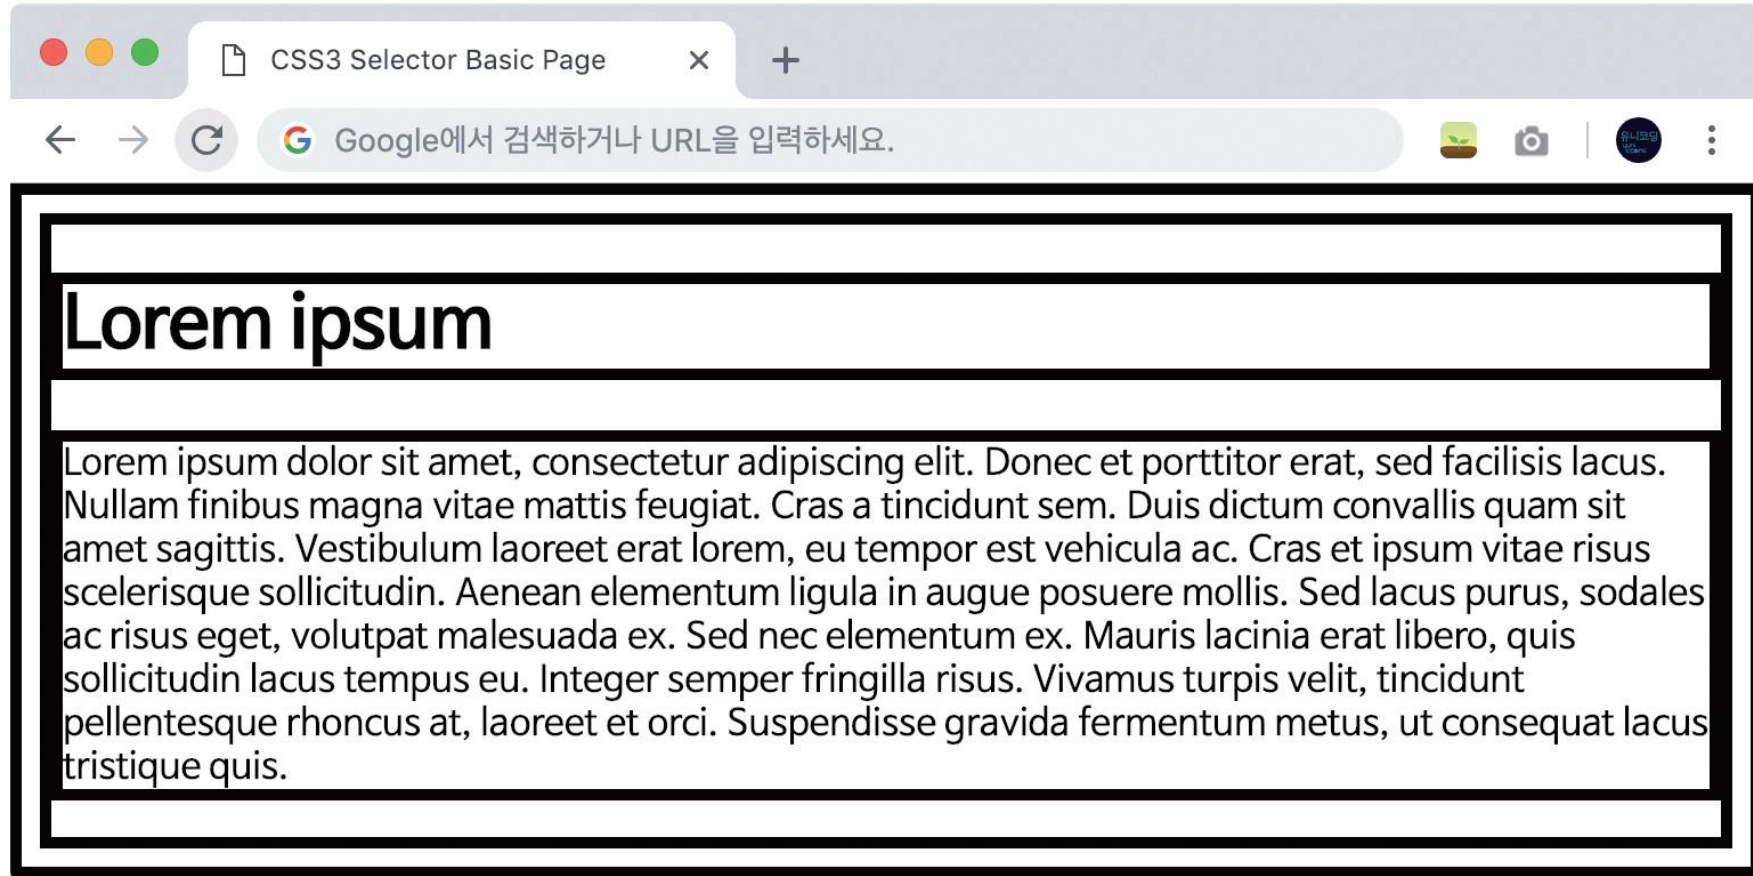 CSS3 Selector Basic Page
Google에서 검색하거나 URL을 입력하세요.
유니코딩
Lorem ipsum
Lorem ipsum dolor sit amet, consectetur adipiscing elit. Donec et porttitor erat, sed facilisis lacus.
Nullam finibus magna vitae mattis feugiat. Cras a tincidunt sem. Duis dictum convallis quam sit
amet sagittis. Vestibulum laoreet erat lorem, eu tempor est vehicula ac. Cras et ipsum vitae risus
scelerisque sollicitudin. Aenean elementum ligula in augue posuere mollis. Sed lacus purus, sodales
ac risus eget, volutpat malesuada ex. Sed nec elementum ex. Mauris lacinia erat libero, quis
sollicitudin lacus tempus eu. Integer semper fringilla risus. Vivamus turpis velit, tincidunt
pellentesque rhoncus at, laoreet et orci. Suspendisse gravida fermentum metus, ut consequat lacus
tristique quis.